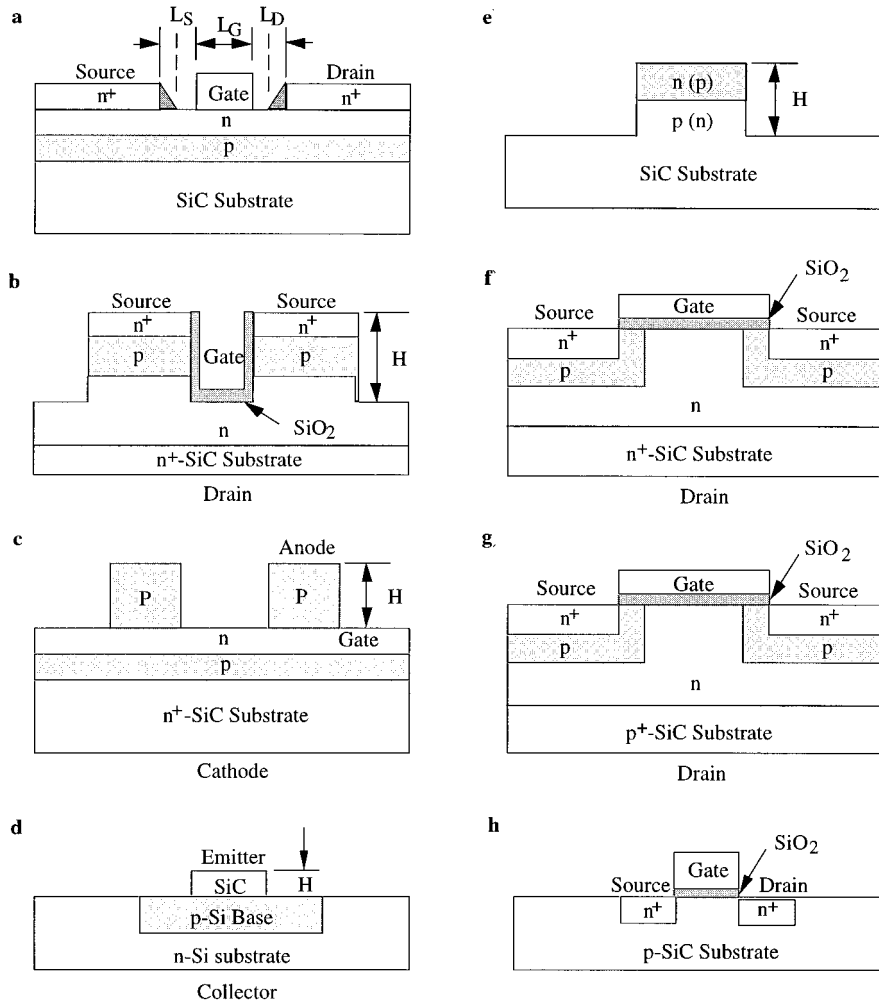 a
L_S L_G L_D
Source Drain
n+ Gate n+
n
p
SiC Substrate
b
Source Source
n+ n+
p Gate p H
n SiO2
n+-SiC Substrate
Drain
c
Anode
P P H
n Gate
p
n+-SiC Substrate
Cathode
d
Emitter
SiC H
p-Si Base
n-Si substrate
Collector
e
n (p) H
p (n)
SiC Substrate
f
SiO2
Gate
Source Source
n+ n+
p p
n
n+-SiC Substrate
Drain
g
SiO2
Gate
Source Source
n+ n+
p p
n
p+-SiC Substrate
Drain
h
SiO2
Gate
Source Drain
n+ n+
p-SiC Substrate